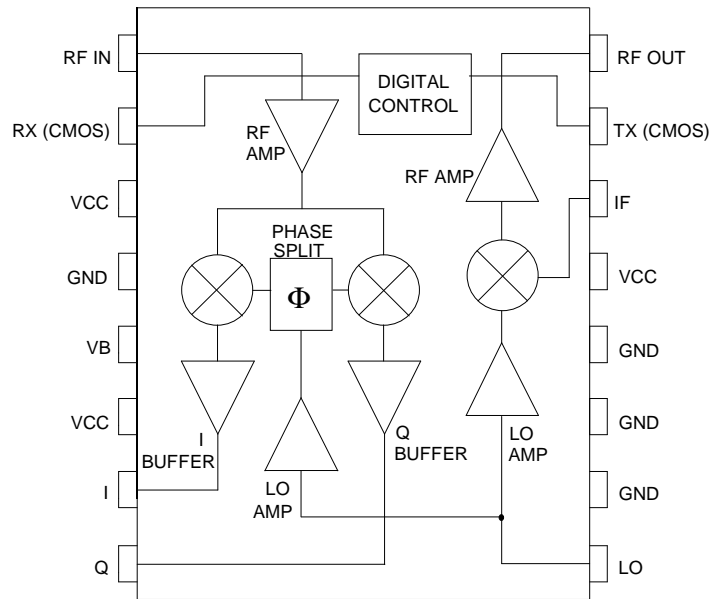 RF IN
RX (CMOS)
VCC
GND
VB
VCC
I
Q
RF OUT
TX (CMOS)
IF
VCC
GND
GND
GND
LO
DIGITAL
CONTROL
RF
AMP
RF AMP
PHASE
SPLIT
Φ
I
BUFFER
Q
BUFFER
LO
AMP
LO
AMP